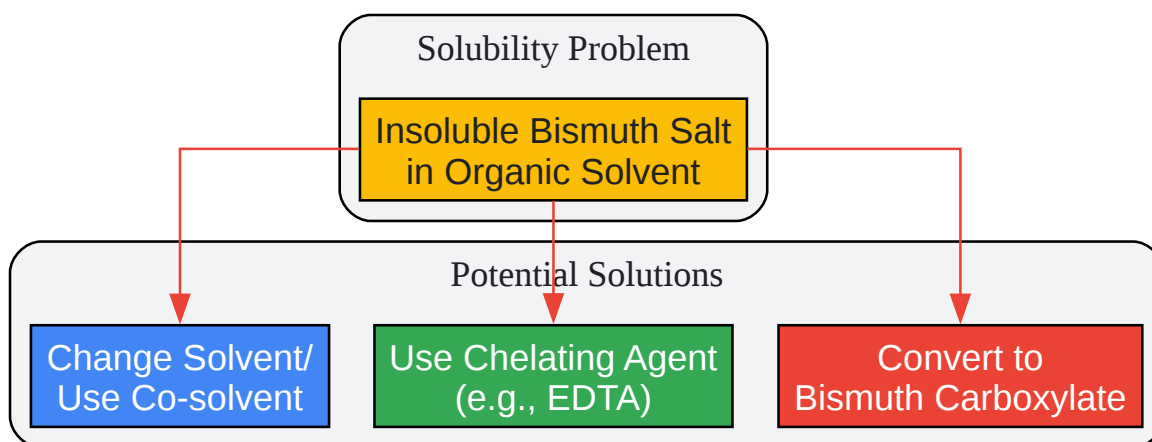 Solubility Problem
Insoluble Bismuth Salt
in Organic Solvent
Potential Solutions
Change Solvent/
Use Co-solvent
Use Chelating Agent
(e.g., EDTA)
Convert to
Bismuth Carboxylate